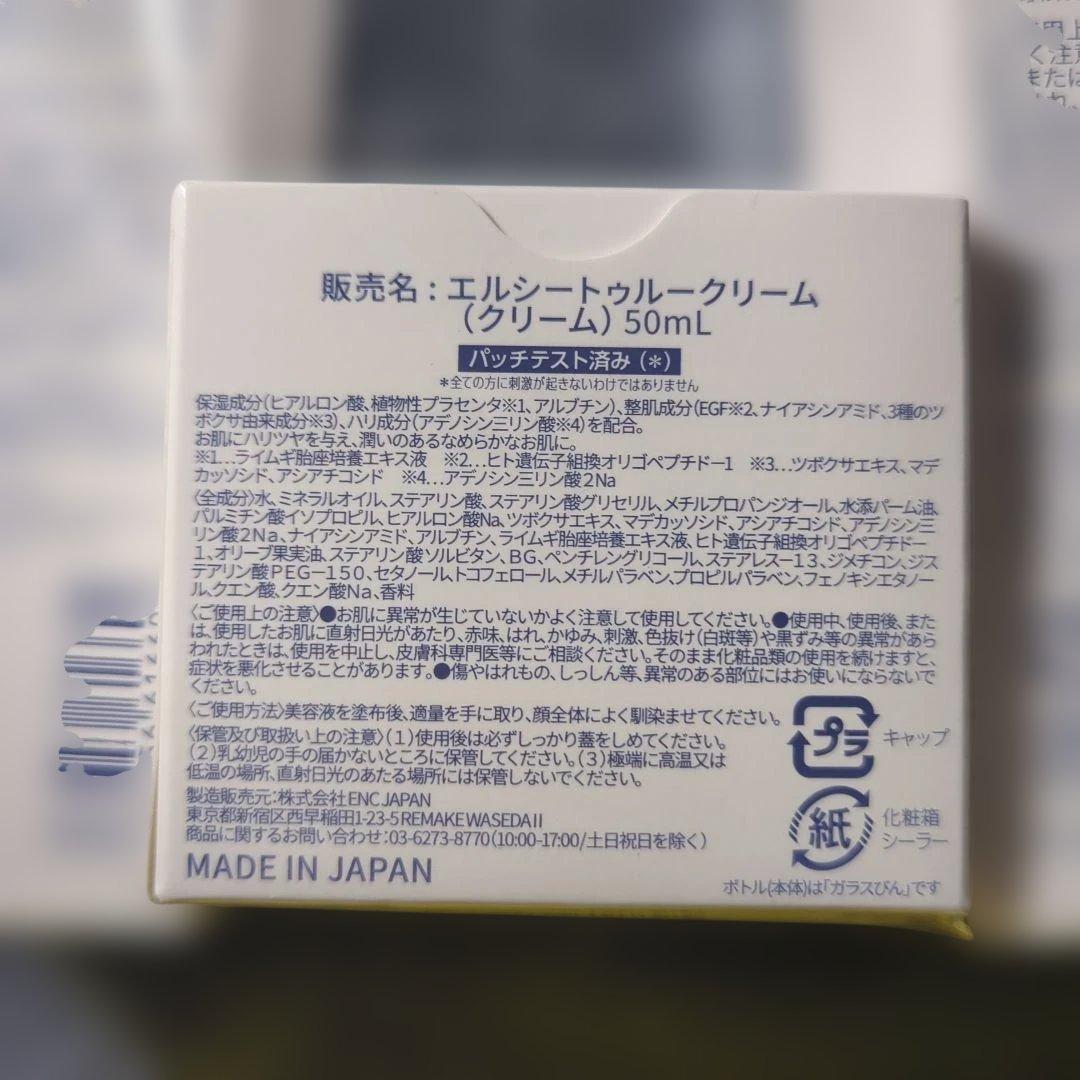 販売名：エルシートゥルークリーム
（クリーム）50mL
パッチテスト済み（＊）
＊全ての方に刺激が起きないわけではありません
保湿成分（ヒアルロン酸、植物性プラセンタ※1、アルブチン）、整肌成分（EGF※2、ナイアシンアミド、3種のツ
ボクサ由来成分※3）、ハリ成分（アデノシン三リン酸※4）を配合。
お肌にハリツヤを与え、潤いのあるなめらかなお肌に。
※1…ライムギ胎座培養エキス液　※2…ヒト遺伝子組換オリゴペプチドー1　※3…ツボクサエキス、マデ
カッソシド、アシアチコシド　※4…アデノシン三リン酸2Na
〈全成分〉水、ミネラルオイル、ステアリン酸、ステアリン酸グリセリル、メチルプロパンジオール、水添パーム油、
パルミチン酸イソプロピル、ヒアルロン酸Na、ツボクサエキス、マデカッソシド、アシアチコシド、アデノシン三
リン酸2Na、ナイアシンアミド、アルブチン、ライムギ胎座培養エキス液、ヒト遺伝子組換オリゴペプチドー
1、オリーブ果実油、ステアリン酸ソルビタン、BG、ペンチレングリコール、ステアレスー13、ジメチコン、ジス
テアリン酸PEGー150、セタノール、トコフェロール、メチルパラベン、プロピルパラベン、フェノキシエタノー
ル、クエン酸、クエン酸Na、香料
〈ご使用上の注意〉●お肌に異常が生じていないかよく注意して使用してください。●使用中、使用後、また
は、使用したお肌に直射日光があたり、赤味、はれ、かゆみ、刺激、色抜け（白斑等）や黒ずみ等の異常があら
われたときは、使用を中止し、皮膚科専門医等にご相談ください。そのまま化粧品類の使用を続けますと、
症状を悪化させることがあります。●傷やはれもの、しっしん等、異常のある部位にはお使いにならないで
ください。
〈ご使用方法〉美容液を塗布後、適量を手に取り、顔全体によく馴染ませてください。
〈保管及び取扱い上の注意〉（1）使用後は必ずしっかり蓋をしめてください。
（2）乳幼児の手の届かないところに保管してください。（3）極端に高温又は
低温の場所、直射日光のあたる場所には保管しないでください。
プラ
キャップ
製造販売元：株式会社ENC JAPAN
東京都新宿区西早稲田1-23-5 REMAKE WASEDAⅡ
商品に関するお問い合わせ：03-6273-8770（10:00-17:00/土日祝日を除く）
紙
化粧箱
シーラー
MADE IN JAPAN
ボトル(本体)は「ガラスびん」です